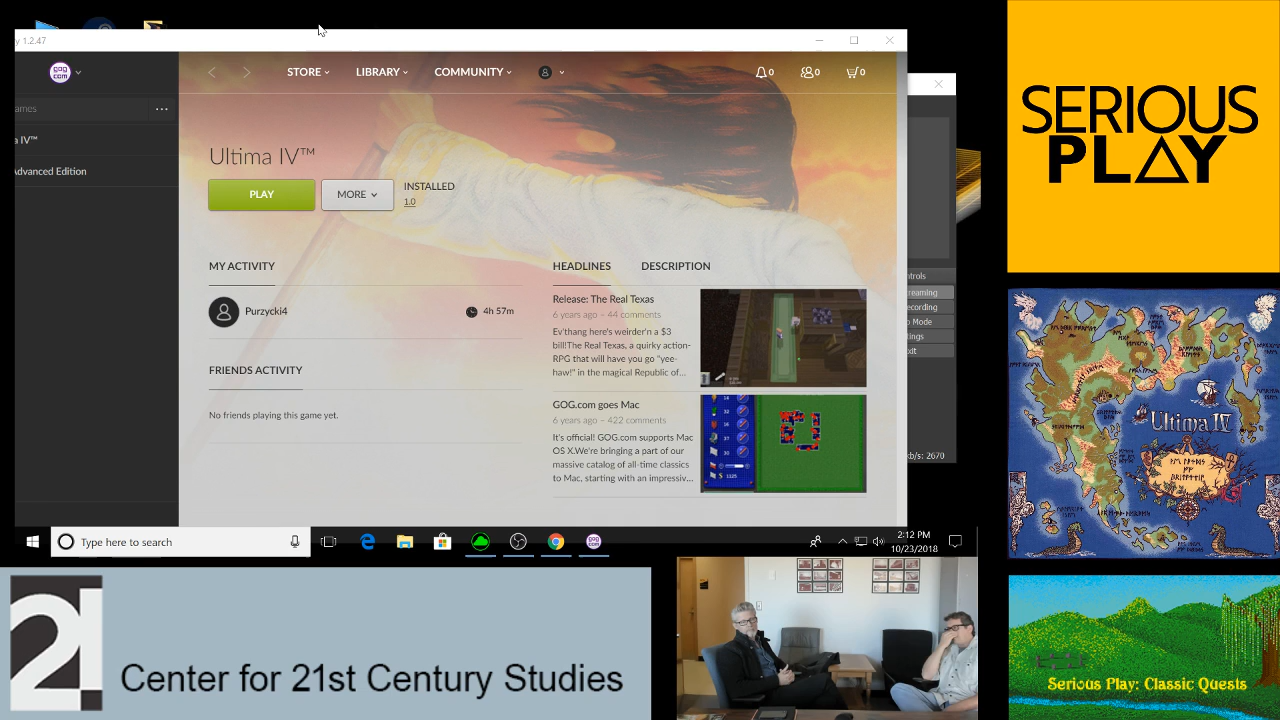 y 1.2.47
gog
com
STORE
LIBRARY
COMMUNITY
0
0
0
ames
...
a IV™
Advanced Edition
Ultima IV™
PLAY
MORE
INSTALLED
1.0
MY ACTIVITY
Purzycki4
4h 57m
FRIENDS ACTIVITY
No friends playing this game yet.
HEADLINES
DESCRIPTION
Release: The Real Texas
6 years ago – 44 comments
Ev'thang here's weirder'n a $3
bill!The Real Texas, a quirky action-
RPG that will have you go "yee-
haw!" in the magical Republic of...
GOG.com goes Mac
6 years ago – 422 comments
It's official! GOG.com supports Mac
OS X.We're bringing a part of our
massive catalog of all-time classics
to Mac, starting with an impressiv...
ntrols
reaming
ecording
o Mode
tings
xit
kb/s: 2670
Type here to search
2:12 PM
10/23/2018
SERIOUS
PLAY
Ultima IV
Serious Play: Classic Quests
21
Center for 21st Century Studies